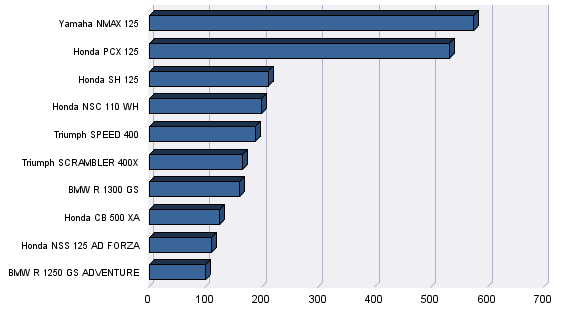 Yamaha NMAX 125
Honda PCX 125
Honda SH 125
Honda NSC 110 WH
Triumph SPEED 400
Triumph SCRAMBLER 400X
BMW R 1300 GS
Honda CB 500 XA
Honda NSS 125 AD FORZA
BMW R 1250 GS ADVENTURE
0 100 200 300 400 500 600 700